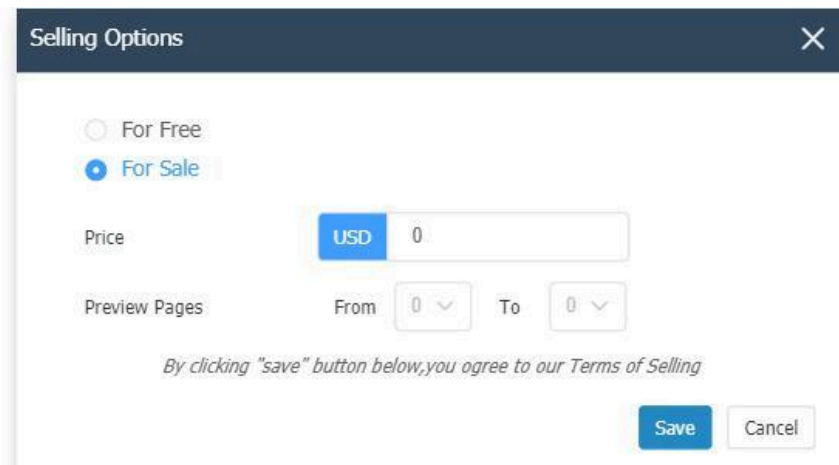 Selling Options
For Free
For Sale
Price USD 0
Preview Pages From 0 To 0
By clicking "save" button below,you ogree to our Terms of Selling
Save Cancel